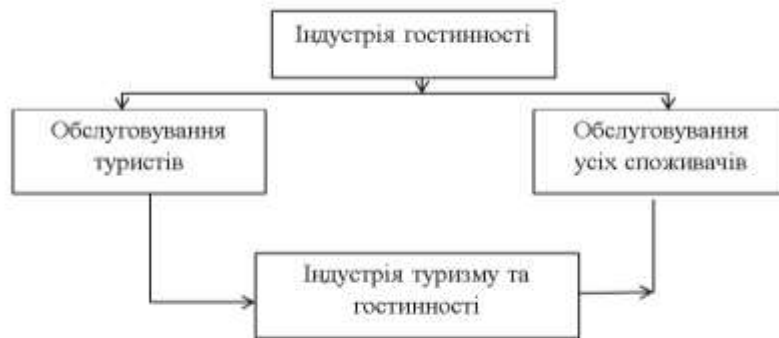 Індустрія гостинності
Обслуговування
туристів
Обслуговування
усіх споживачів
Індустрія туризму та
гостинності